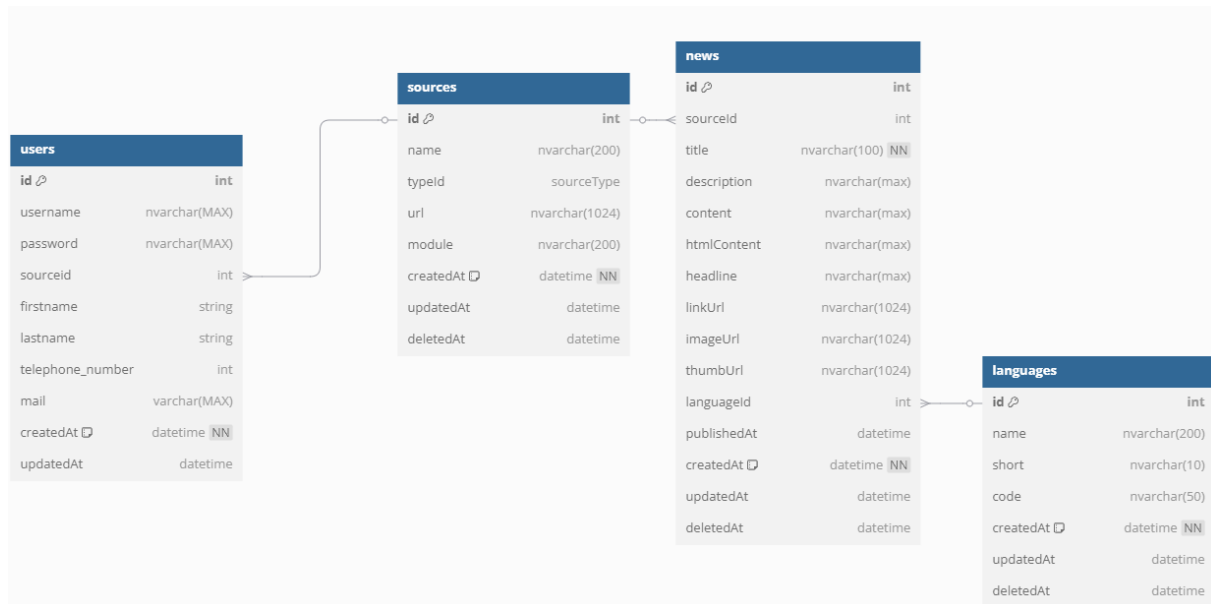 users
id int
username nvarchar(MAX)
password nvarchar(MAX)
sourceid int
firstname string
lastname string
telephone_number int
mail varchar(MAX)
createdAt datetime NN
updatedAt datetime
sources
id int
name nvarchar(200)
typeId sourceType
url nvarchar(1024)
module nvarchar(200)
createdAt datetime NN
updatedAt datetime
deletedAt datetime
news
id int
sourceId int
title nvarchar(100) NN
description nvarchar(max)
content nvarchar(max)
htmlContent nvarchar(max)
headline nvarchar(max)
linkUrl nvarchar(1024)
imageUrl nvarchar(1024)
thumbUrl nvarchar(1024)
languageId int
publishedAt datetime
createdAt datetime NN
updatedAt datetime
deletedAt datetime
languages
id int
name nvarchar(200)
short nvarchar(10)
code nvarchar(50)
createdAt datetime NN
updatedAt datetime
deletedAt datetime